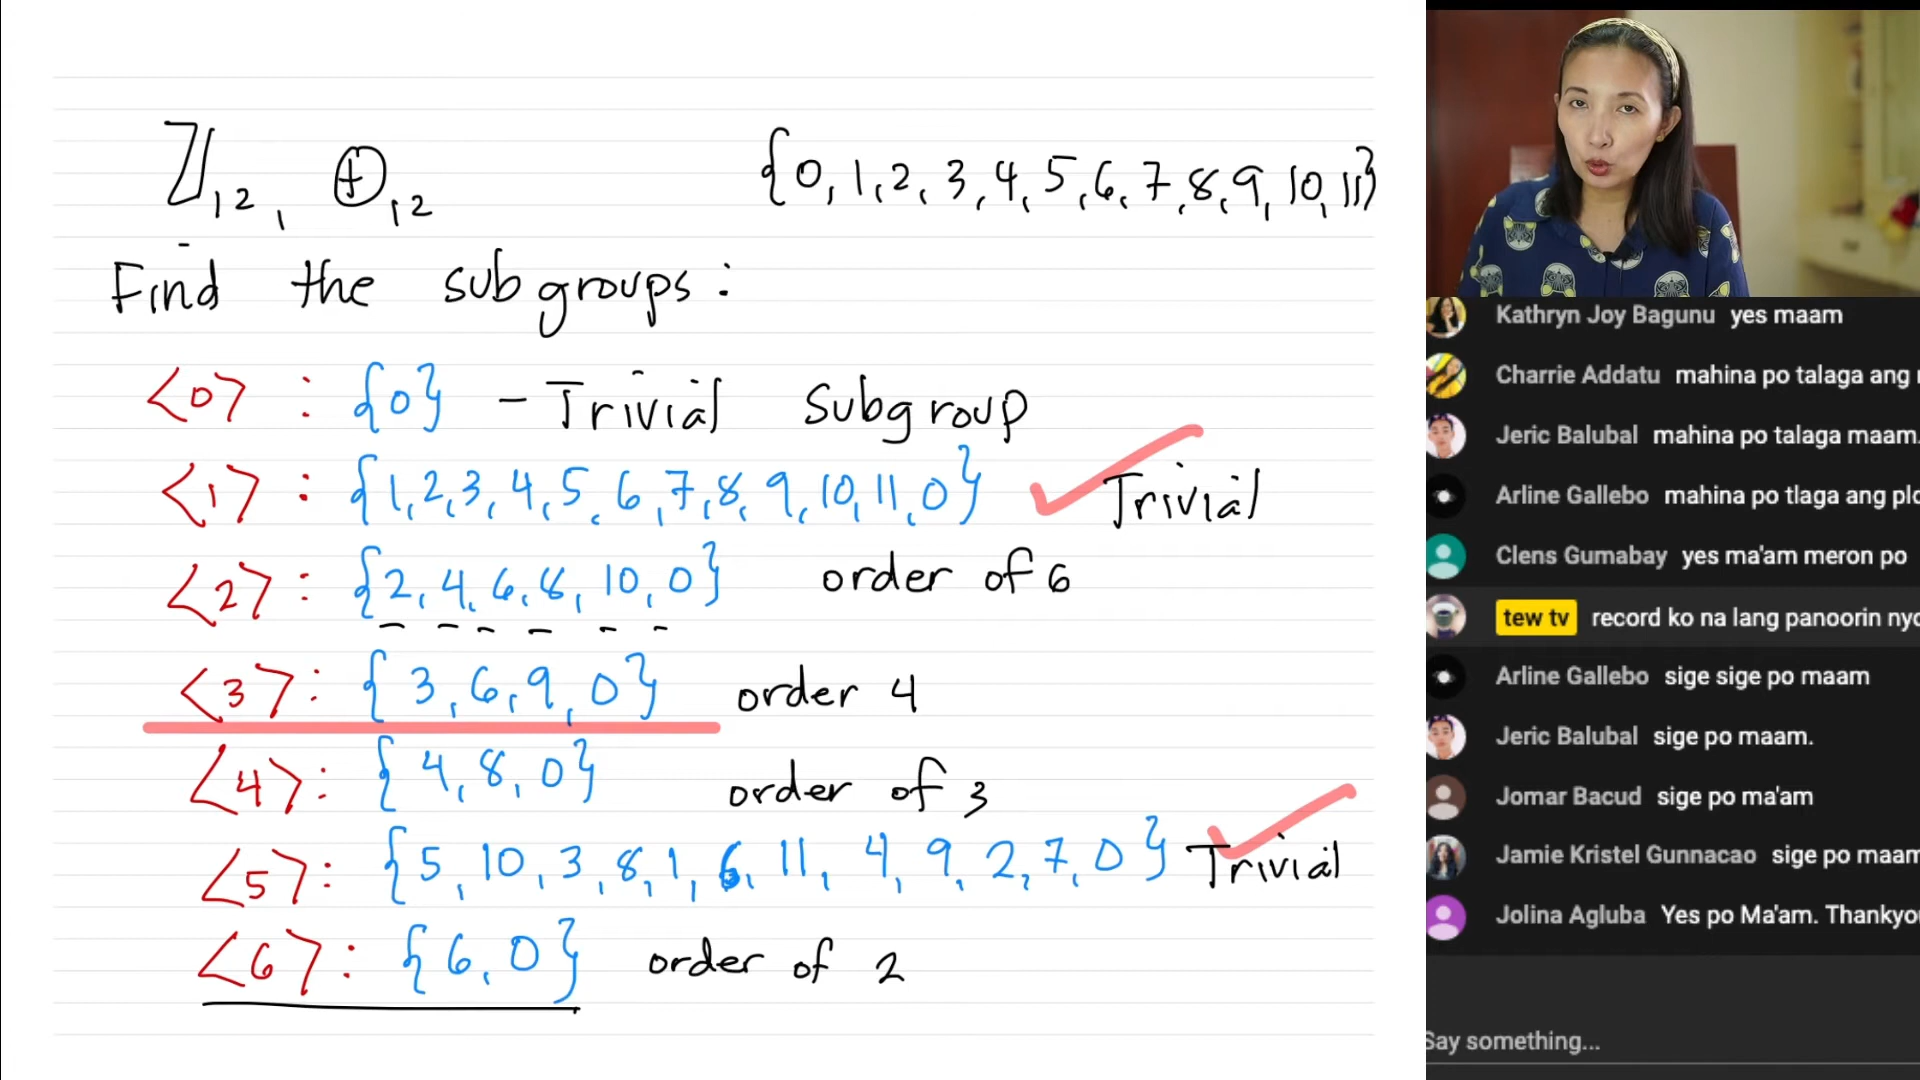 ℤ₁₂, ⊕₁₂ {0, 1, 2, 3, 4, 5, 6, 7, 8, 9, 10, 11}
Find the subgroups:
<0> : {0} - Trivial Subgroup
<1> : {1, 2, 3, 4, 5, 6, 7, 8, 9, 10, 11, 0} ✓ Trivial
<2> : {2, 4, 6, 8, 10, 0} order of 6
<3> : {3, 6, 9, 0} order 4
<4> : {4, 8, 0} order of 3
<5> : {5, 10, 3, 8, 1, 6, 11, 4, 9, 2, 7, 0} ✓ Trivial
<6> : {6, 0} order of 2
Kathryn Joy Bagunu yes maam
Charrie Addatu mahina po talaga ang
Jeric Balubal mahina po talaga maam.
Arline Gallebo mahina po tlaga ang
Clens Gumabay yes ma'am meron po
tew tv record ko na lang panoorin
Arline Gallebo sige sige po maam
Jeric Balubal sige po maam.
Jomar Bacud sige po ma'am
Jamie Kristel Gunnacao sige po maam
Jolina Agluba Yes po Ma'am.
Say something...